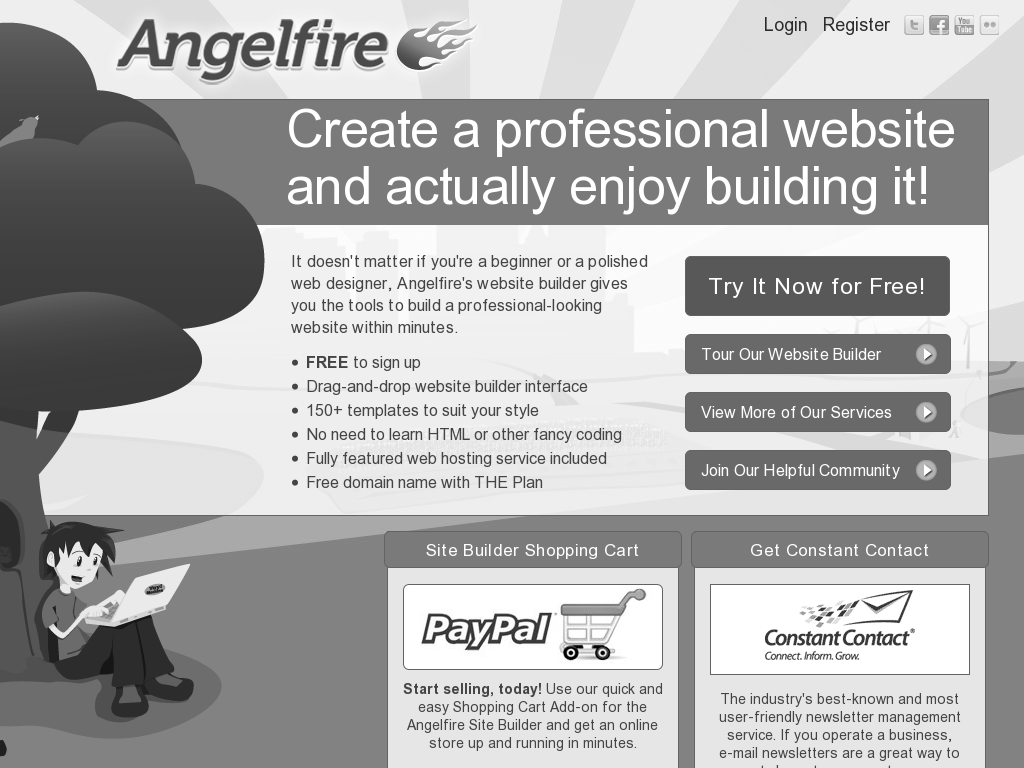 Angelfire
Login Register
You
Tube
Create a professional website
and actually enjoy building it!
It doesn't matter if you're a beginner or a polished
web designer, Angelfire's website builder gives
you the tools to build a professional-looking
website within minutes.
• FREE to sign up
• Drag-and-drop website builder interface
• 150+ templates to suit your style
• No need to learn HTML or other fancy coding
• Fully featured web hosting service included
• Free domain name with THE Plan
Try It Now for Free!
Tour Our Website Builder
View More of Our Services
Join Our Helpful Community
Site Builder Shopping Cart
PayPal
Start selling, today! Use our quick and
easy Shopping Cart Add-on for the
Angelfire Site Builder and get an online
store up and running in minutes.
Get Constant Contact
Constant Contact®
Connect. Inform. Grow.
The industry's best-known and most
user-friendly newsletter management
service. If you operate a business,
e-mail newsletters are a great way to